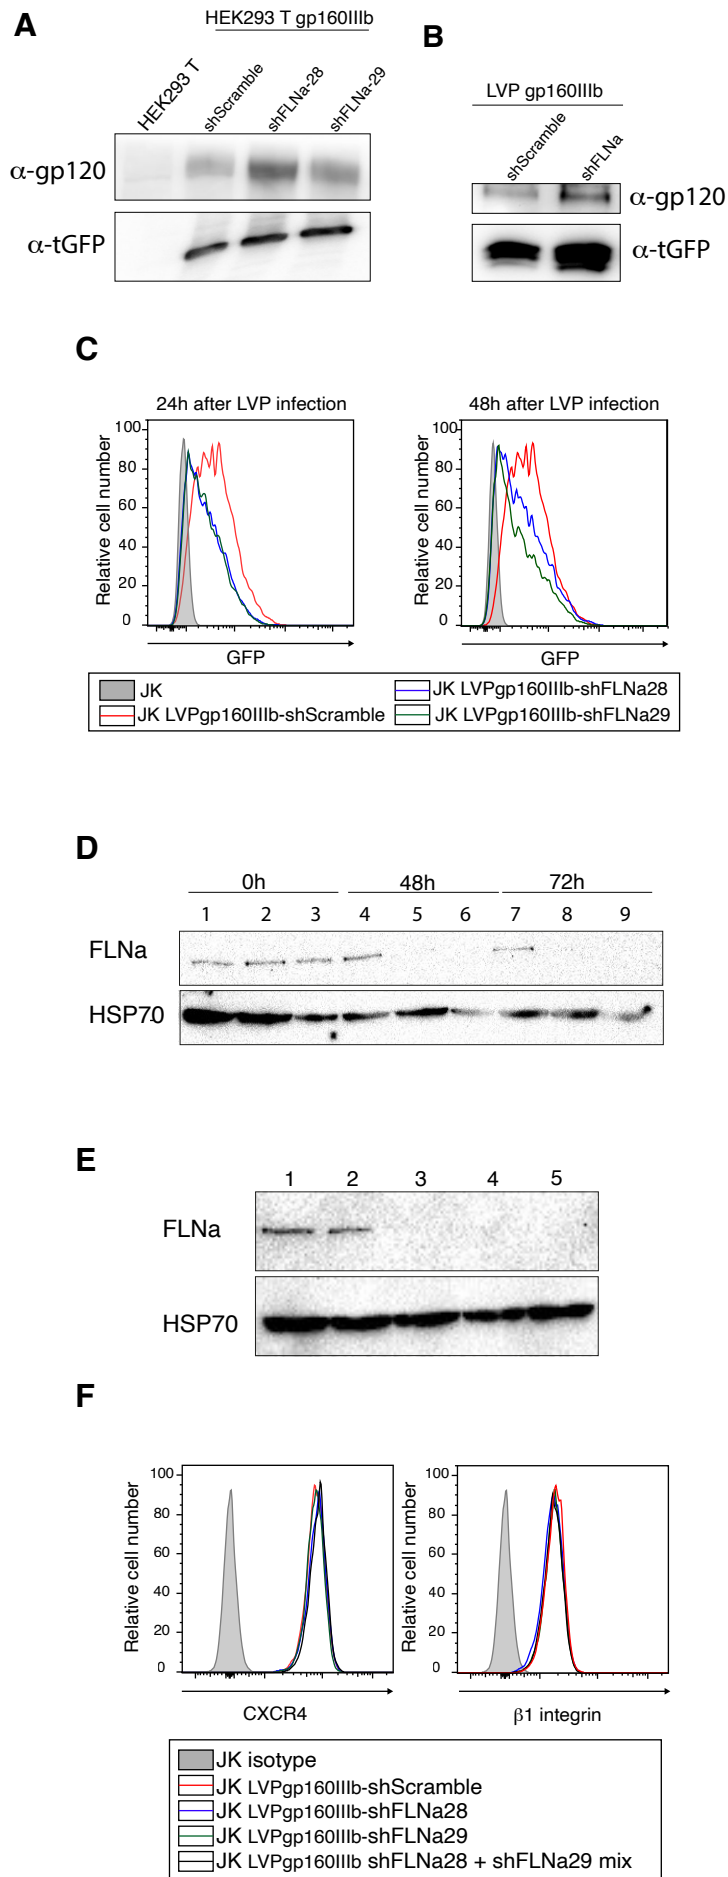 A
HEK293 T gp160IIIb
HEK293 T
shScramble
shFLNa-28
shFLNa-29
α-gp120
α-tGFP
B
LVP gp160IIIb
shScramble
shFLNa
α-gp120
α-tGFP
C
24h after LVP infection
Relative cell number
100
80
60
40
20
0
GFP
48h after LVP infection
Relative cell number
100
80
60
40
20
0
GFP
JK
JK LVPgp160IIIb-shScramble
JK LVPgp160IIIb-shFLNa28
JK LVPgp160IIIb-shFLNa29
D
0h 48h 72h
1 2 3 4 5 6 7 8 9
FLNa
HSP70
E
1 2 3 4 5
FLNa
HSP70
F
Relative cell number
100
80
60
40
20
0
CXCR4
Relative cell number
100
80
60
40
20
0
β1 integrin
JK isotype
JK LVPgp160IIIb-shScramble
JK LVPgp160IIIb-shFLNa28
JK LVPgp160IIIb-shFLNa29
JK LVPgp160IIIb shFLNa28 + shFLNa29 mix